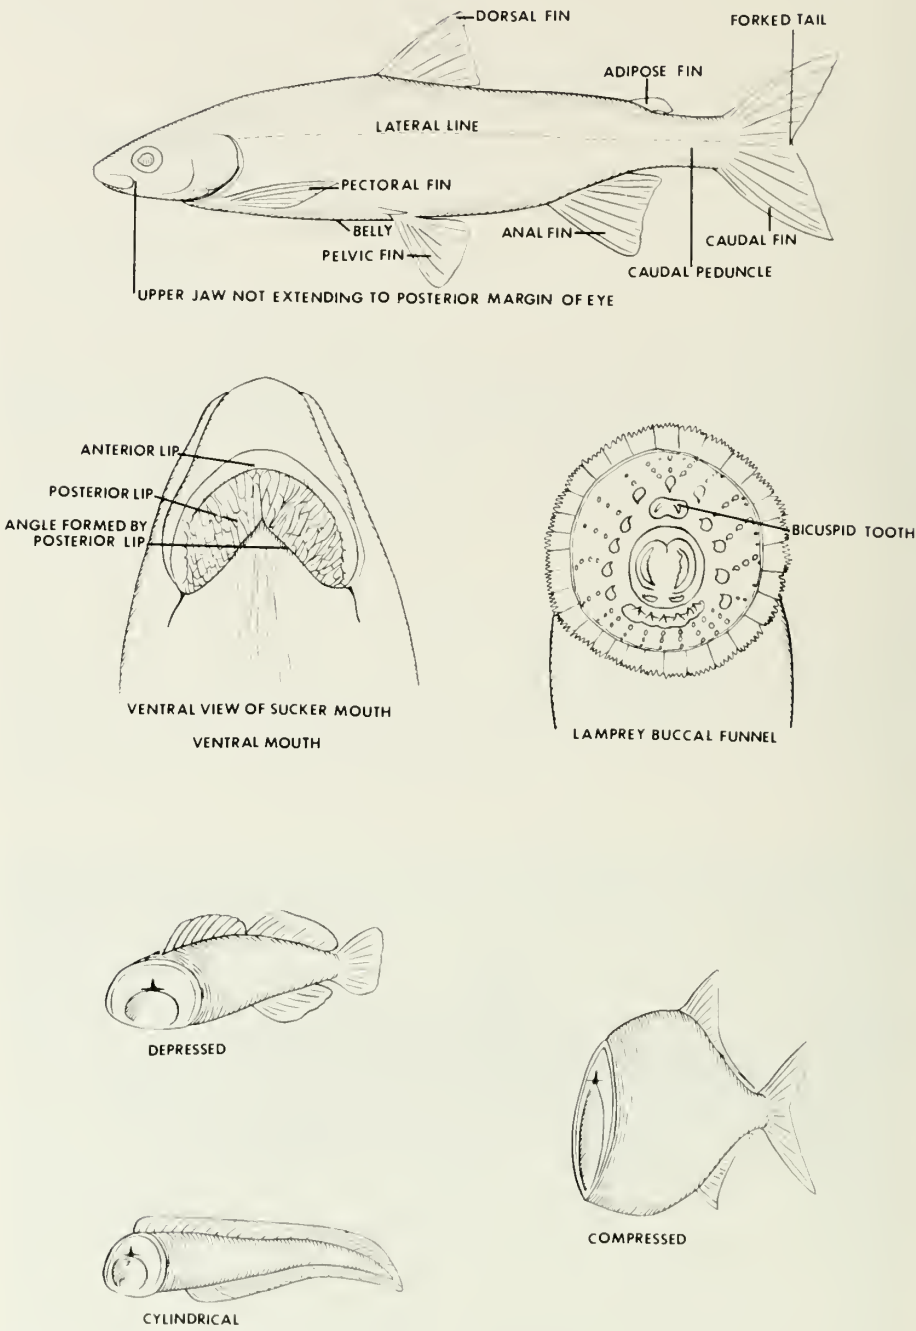 DORSAL FIN
FORKED TAIL
ADIPOSE FIN
LATERAL LINE
PECTORAL FIN
BELLY
ANAL FIN
CAUDAL FIN
PELVIC FIN
CAUDAL PEDUNCLE
UPPER JAW NOT EXTENDING TO POSTERIOR MARGIN OF EYE
ANTERIOR LIP
POSTERIOR LIP
ANGLE FORMED BY
POSTERIOR LIP
VENTRAL VIEW OF SUCKER MOUTH
VENTRAL MOUTH
BICUSPID TOOTH
LAMPREY BUCCAL FUNNEL
DEPRESSED
COMPRESSED
CYLINDRICAL